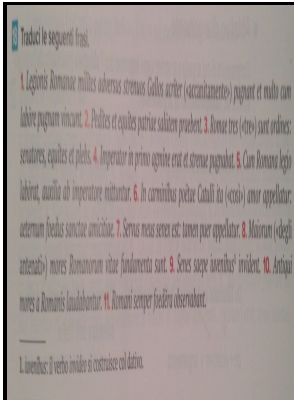 8 Traduci le seguenti frasi.
1. Legionis Romanae milites adversus strenuos Gallos acriter («accanitamente») pugnant et multo cum
labore pugnam vincunt. 2. Pedites et equites patriae salutem praebent. 3. Romae tres («tre») sunt ordines:
senatores, equites et plebs. 4. Imperator in primo agmine erat et strenue pugnabat. 5. Cum Romana legio
laborat, auxilia ab imperatore mittuntur. 6. In carminibus poëtae Catulli ita («così») amor appellatur:
aeternum foedus sanctae amicitiae. 7. Servus meus senex est: tamen puer appellatur. 8. Maiorum («degli
antenati») mores Romanorum vitae fundamenta sunt. 9. Senes saepe iuvenibus¹ invident. 10. Antiqui
mores a Romanis laudabantur. 11. Romani semper foedera observabant.
1. iuvenibus: il verbo invideo si costruisce col dativo.